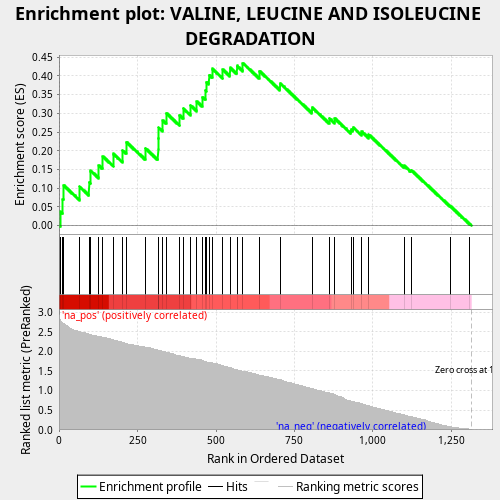 Enrichment plot: VALINE, LEUCINE AND ISOLEUCINE
DEGRADATION
Enrichment score (ES)
0.45
0.40
0.35
0.30
0.25
0.20
0.15
0.10
0.05
0.00
'na_pos' (positively correlated)
Ranked list metric (PreRanked)
3.0
2.5
2.0
1.5
1.0
0.5
0.0
Zero cross at 1
'na_neg' (negatively correlated)
0
250
500
750
1,000
1,250
Rank in Ordered Dataset
Enrichment profile
Hits
Ranking metric scores